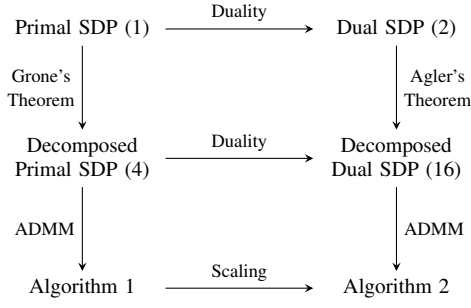 Duality
Primal SDP (1) Dual SDP (2)
Grone's Agler's
Theorem Theorem
Decomposed Duality Decomposed
Primal SDP (4) Dual SDP (16)
ADMM ADMM
Scaling
Algorithm 1 Algorithm 2